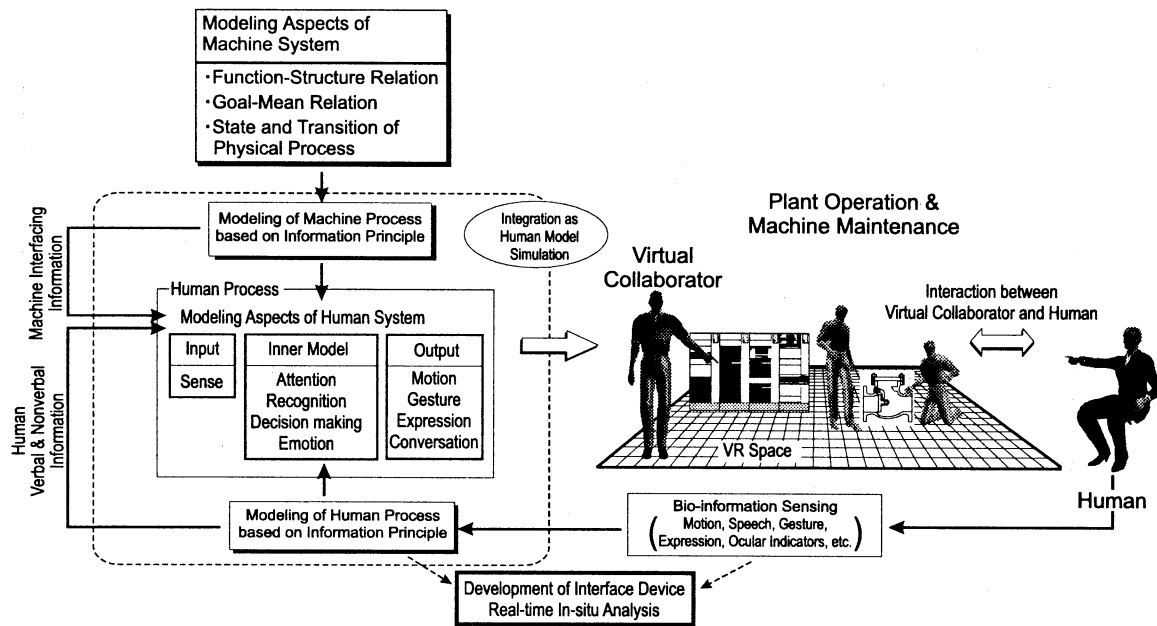 Modeling Aspects of
Machine System
·Function-Structure Relation
·Goal-Mean Relation
·State and Transition of
Physical Process
Modeling of Machine Process
based on Information Principle
Integration as
Human Model
Simulation
Machine Interfacing
Information
Human Process
Modeling Aspects of Human System
Input
Sense
Inner Model
Attention
Recognition
Decision making
Emotion
Output
Motion
Gesture
Expression
Conversation
Human
Verbal & Nonverbal
Information
Modeling of Human Process
based on Information Principle
Plant Operation &
Machine Maintenance
Virtual
Collaborator
Interaction between
Virtual Collaborator and Human
VR Space
Human
Bio-information Sensing
(Motion, Speech, Gesture,
Expression, Ocular Indicators, etc.)
Development of Interface Device
Real-time In-situ Analysis